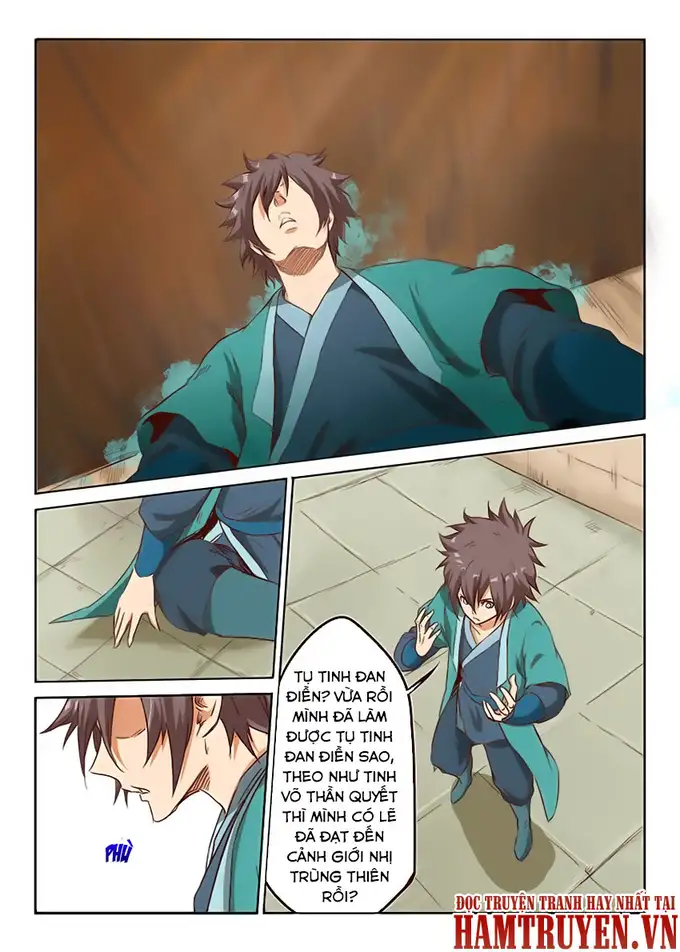 TỤ TINH ĐAN
ĐIỀN? VỪA RỒI
MÌNH ĐÃ LÀM
ĐƯỢC TỤ TINH
ĐAN ĐIỀN SAO,
THEO NHƯ TINH
VÕ THẦN QUYẾT
THÌ MÌNH CÓ LẼ
ĐÃ ĐẠT ĐẾN
CẢNH GIỚI NHỊ
TRÙNG THIÊN
RỒI?
PHÙ
ĐỌC TRUYỆN TRANH HAY NHẤT TẠI
HAMTRUYEN.VN